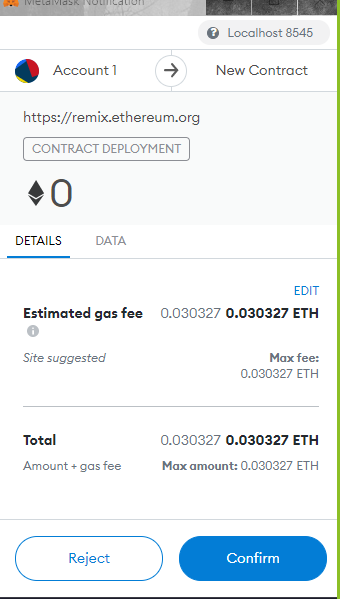 MetaMask Notification
Localhost 8545
Account 1
New Contract
https://remix.ethereum.org
CONTRACT DEPLOYMENT
0
DETAILS
DATA
EDIT
Estimated gas fee 0.030327 0.030327 ETH
Site suggested Max fee:
0.030327 ETH
Total 0.030327 0.030327 ETH
Amount + gas fee Max amount: 0.030327 ETH
Reject
Confirm